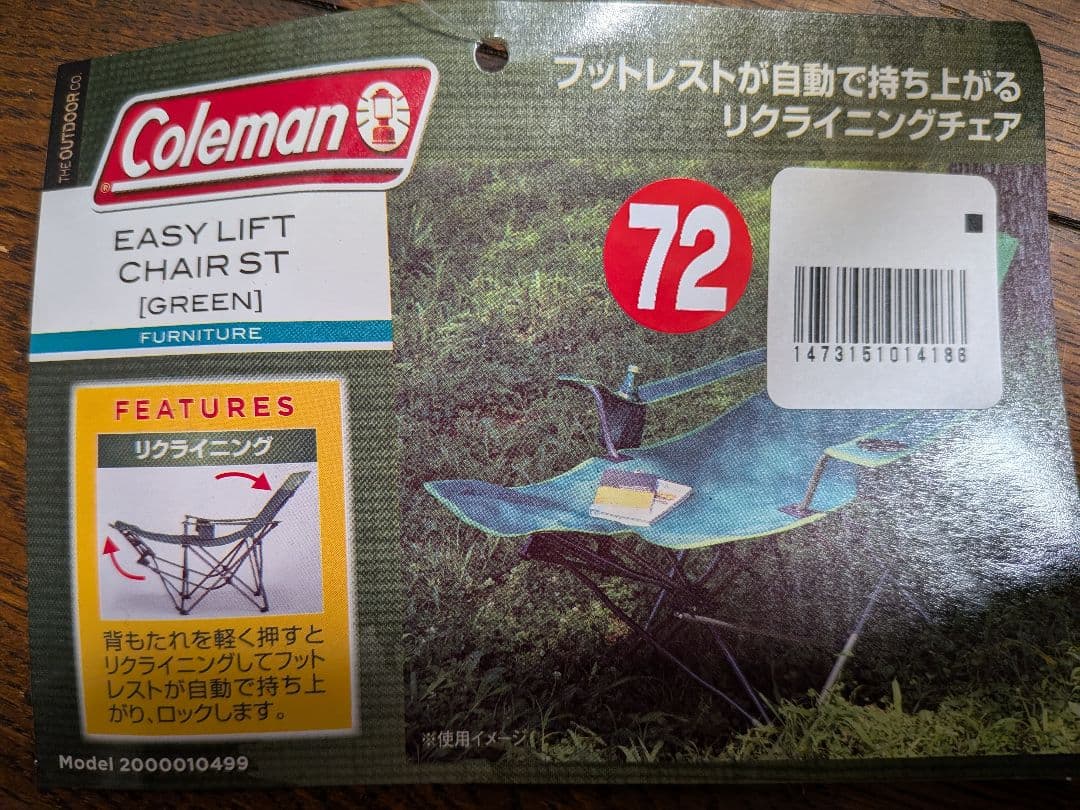 THE OUTDOOR CO.
Coleman
®
EASY LIFT
CHAIR ST
[GREEN]
FURNITURE
フットレストが自動で持ち上がる
リクライニングチェア
72
1473151014186
FEATURES
リクライニング
背もたれを軽く押すと
リクライニングしてフット
レストが自動で持ち上
がり、ロックします。
※使用イメージ
Model 2000010499